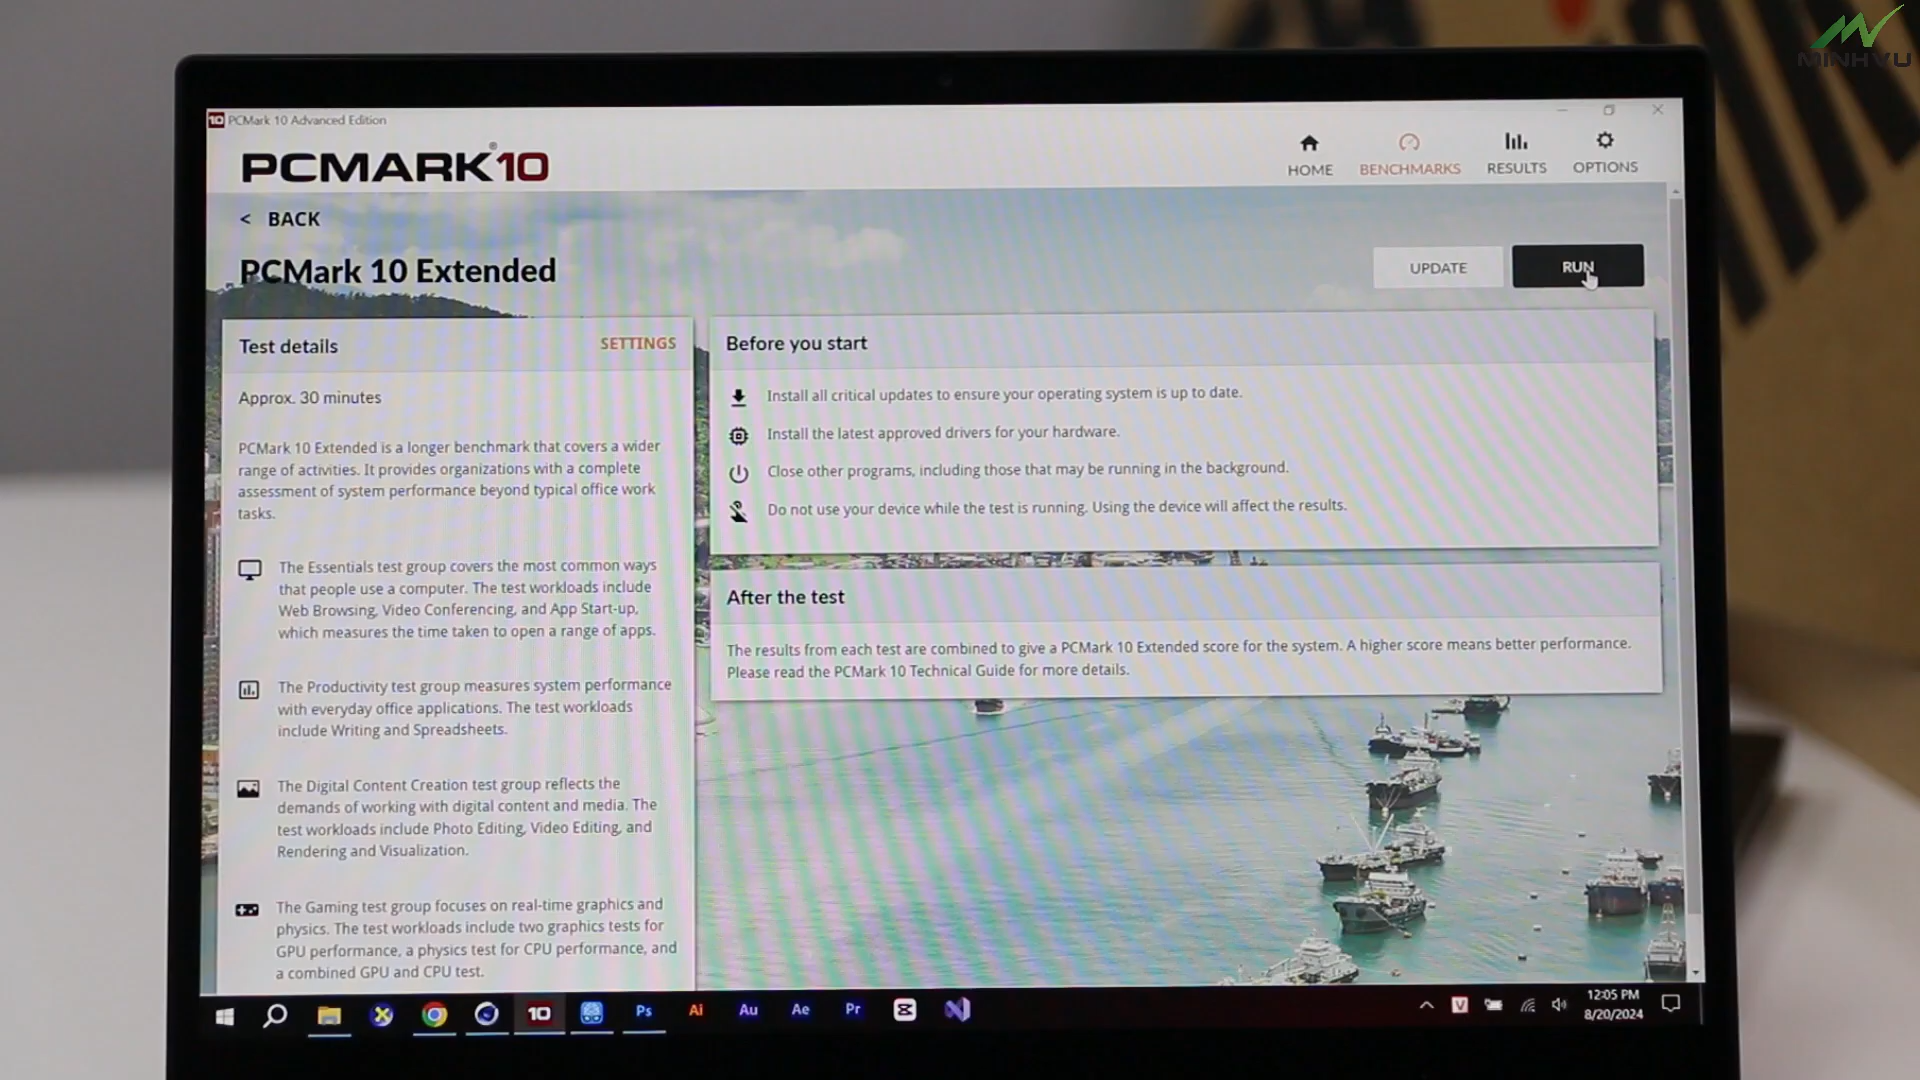 MINHVU
10 PCMark 10 Advanced Edition
PCMARK®10
HOME
BENCHMARKS
RESULTS
OPTIONS
< BACK
PCMark 10 Extended
UPDATE
RUN
Test details
SETTINGS
Approx. 30 minutes
PCMark 10 Extended is a longer benchmark that covers a wider
range of activities. It provides organizations with a complete
assessment of system performance beyond typical office work
tasks.
The Essentials test group covers the most common ways
that people use a computer. The test workloads include
Web Browsing, Video Conferencing, and App Start-up,
which measures the time taken to open a range of apps.
The Productivity test group measures system performance
with everyday office applications. The test workloads
include Writing and Spreadsheets.
The Digital Content Creation test group reflects the
demands of working with digital content and media. The
test workloads include Photo Editing, Video Editing, and
Rendering and Visualization.
The Gaming test group focuses on real-time graphics and
physics. The test workloads include two graphics tests for
GPU performance, a physics test for CPU performance, and
a combined GPU and CPU test.
Before you start
Install all critical updates to ensure your operating system is up to date.
Install the latest approved drivers for your hardware.
Close other programs, including those that may be running in the background.
Do not use your device while the test is running. Using the device will affect the results.
After the test
The results from each test are combined to give a PCMark 10 Extended score for the system. A higher score means better performance.
Please read the PCMark 10 Technical Guide for more details.
10
Ps
Ai
Au
Ae
Pr
V
12:05 PM
8/20/2024